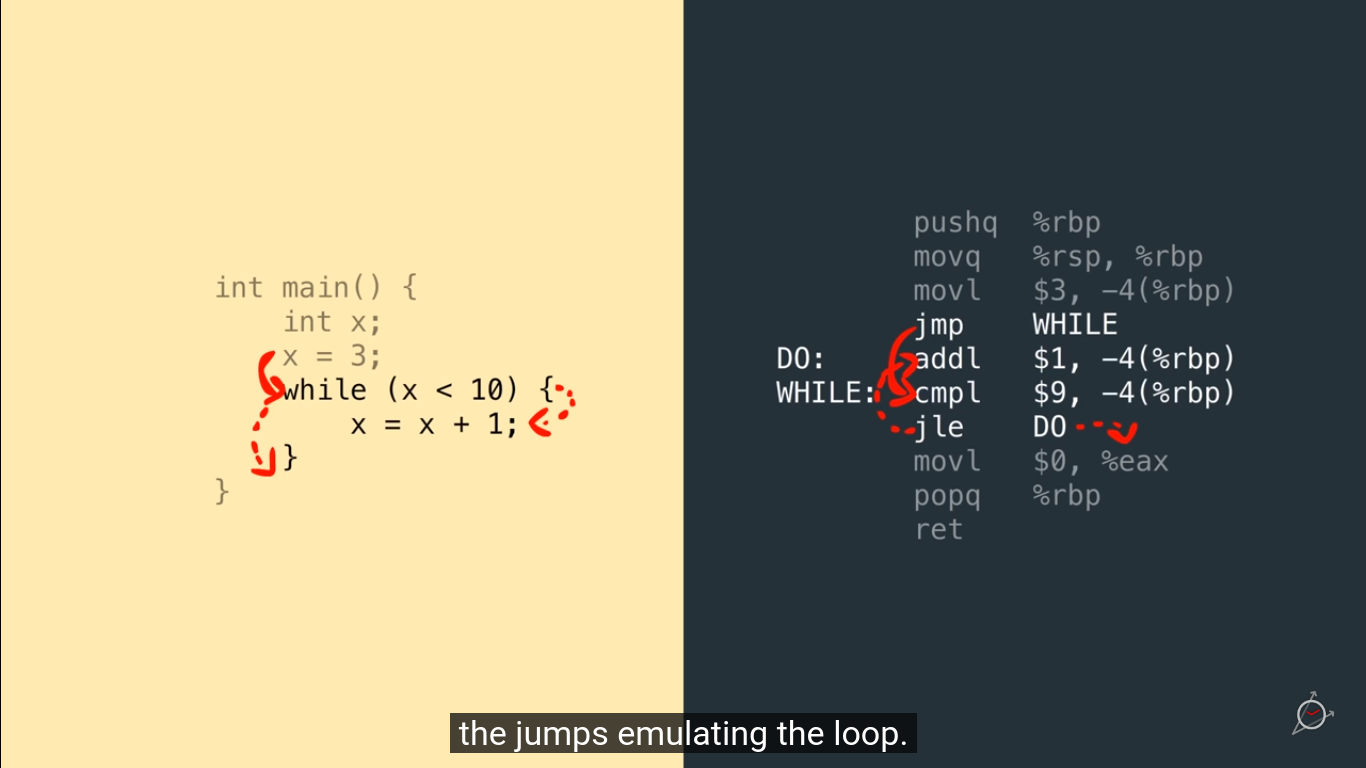 int main() {
int x;
x = 3;
while (x < 10) {
x = x + 1;
}
}
pushq %rbp
movq %rsp, %rbp
movl $3, -4(%rbp)
jmp WHILE
DO: addl $1, -4(%rbp)
WHILE: cmpl $9, -4(%rbp)
jle DO
movl $0, %eax
popq %rbp
ret
the jumps emulating the loop.